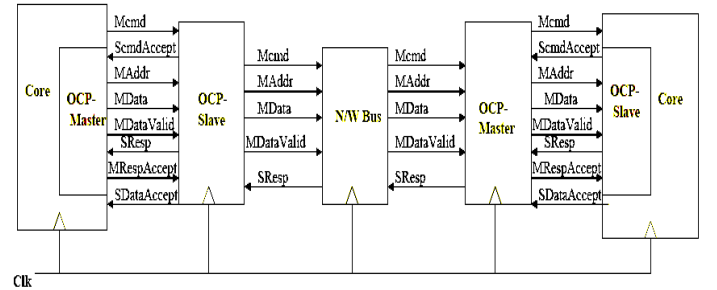 Mcmd
ScmdAccept
MAddr
MData
MDataValid
SResp
MRespAccept
SDataAccept
Core
OCP-
Master
OCP-
Slave
Mcmd
MAddr
MData
MDataValid
SResp
N/W Bus
Mcmd
MAddr
MData
MDataValid
SResp
OCP-
Master
Mcmd
ScmdAccept
MAddr
MData
MDataValid
SResp
MRespAccept
SDataAccept
OCP-
Slave
Core
Clk